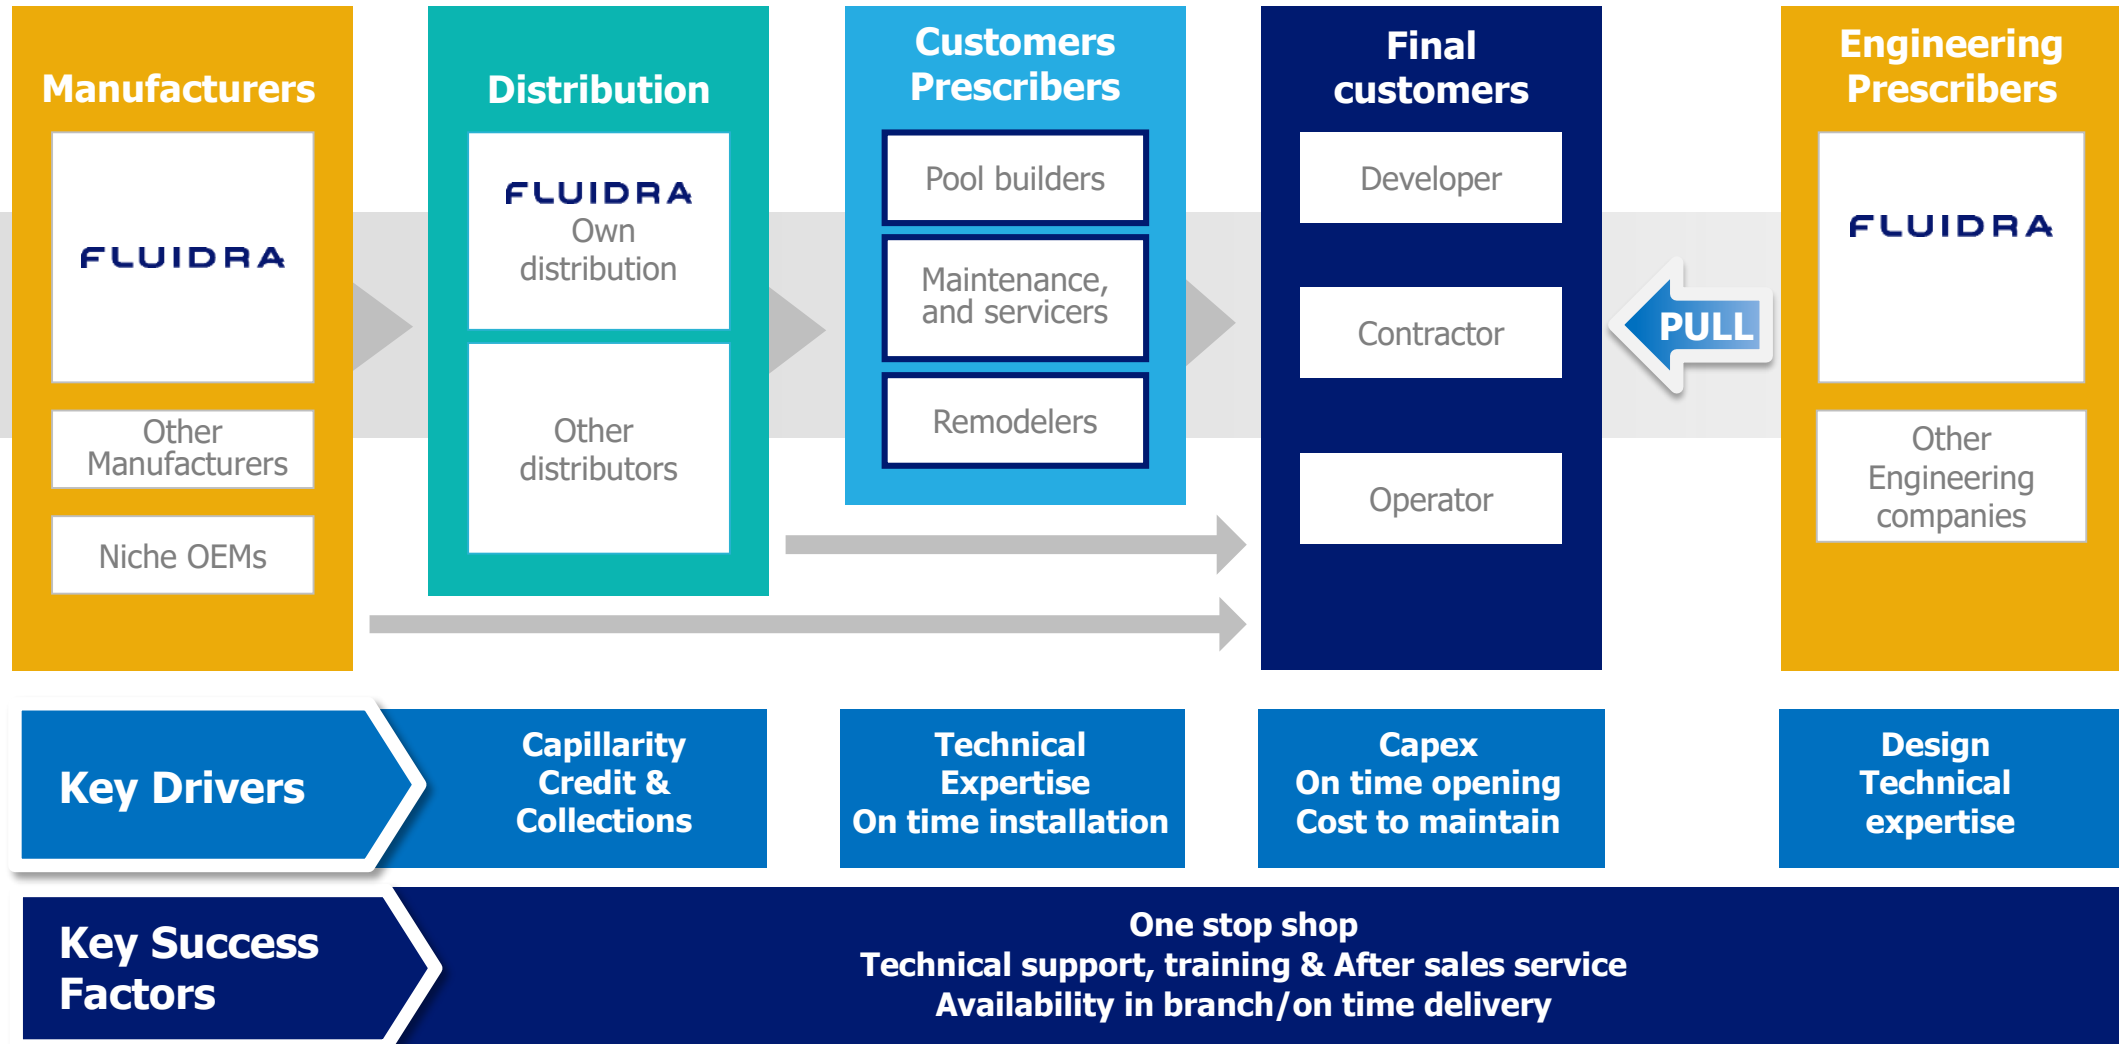 Manufacturers
FLUIDRA
Other
Manufacturers
Niche OEMs
Distribution
FLUIDRA
Own
distribution
Other
distributors
Customers
Prescribers
Pool builders
Maintenance,
and servicers
Remodelers
Final
customers
Developer
Contractor
Operator
PULL
Engineering
Prescribers
FLUIDRA
Other
Engineering
companies
Key Drivers
Capillarity
Credit &
Collections
Technical
Expertise
On time installation
Capex
On time opening
Cost to maintain
Design
Technical
expertise
Key Success
Factors
One stop shop
Technical support, training & After sales service
Availability in branch/on time delivery